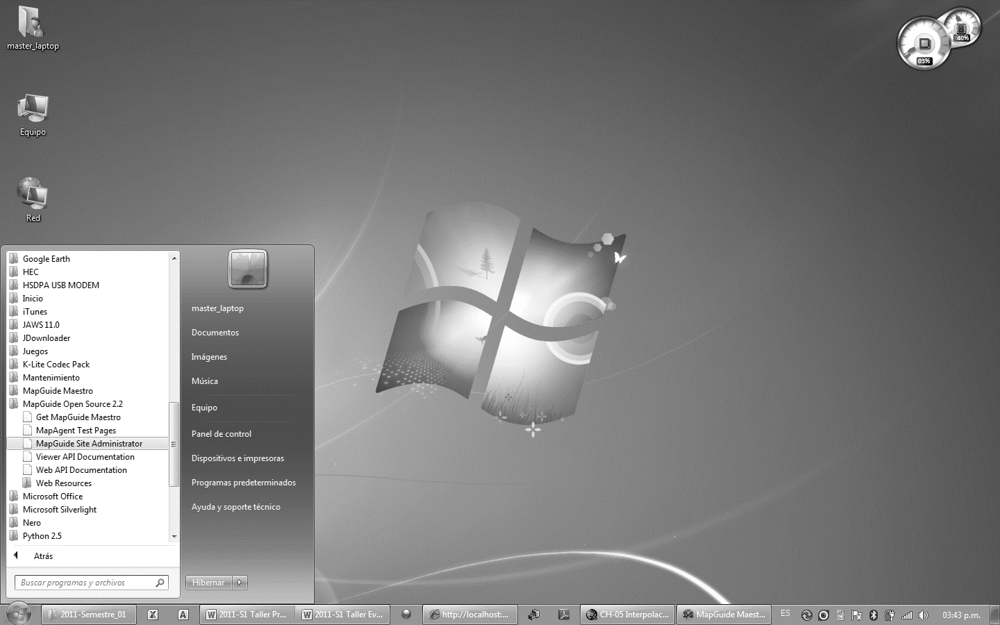 master_laptop
Equipo
Red
03%
40%
Google Earth
HEC
HSDPA USB MODEM
Inicio
iTunes
JAWS 11.0
JDownloader
Juegos
K-Lite Codec Pack
Mantenimiento
MapGuide Maestro
MapGuide Open Source 2.2
Get MapGuide Maestro
MapAgent Test Pages
MapGuide Site Administrator
Viewer API Documentation
Web API Documentation
Web Resources
Microsoft Office
Microsoft Silverlight
Nero
Python 2.5
Atrás
Buscar programas y archivos
master_laptop
Documentos
Imágenes
Música
Equipo
Panel de control
Dispositivos e impresoras
Programas predeterminados
Ayuda y soporte técnico
Hibernar
2011-Semestre_01
2011-S1 Taller Pr...
2011-S1 Taller Ev...
http://localhost:...
CH-05 Interpolac...
MapGuide Maest...
ES
03:43 p.m.